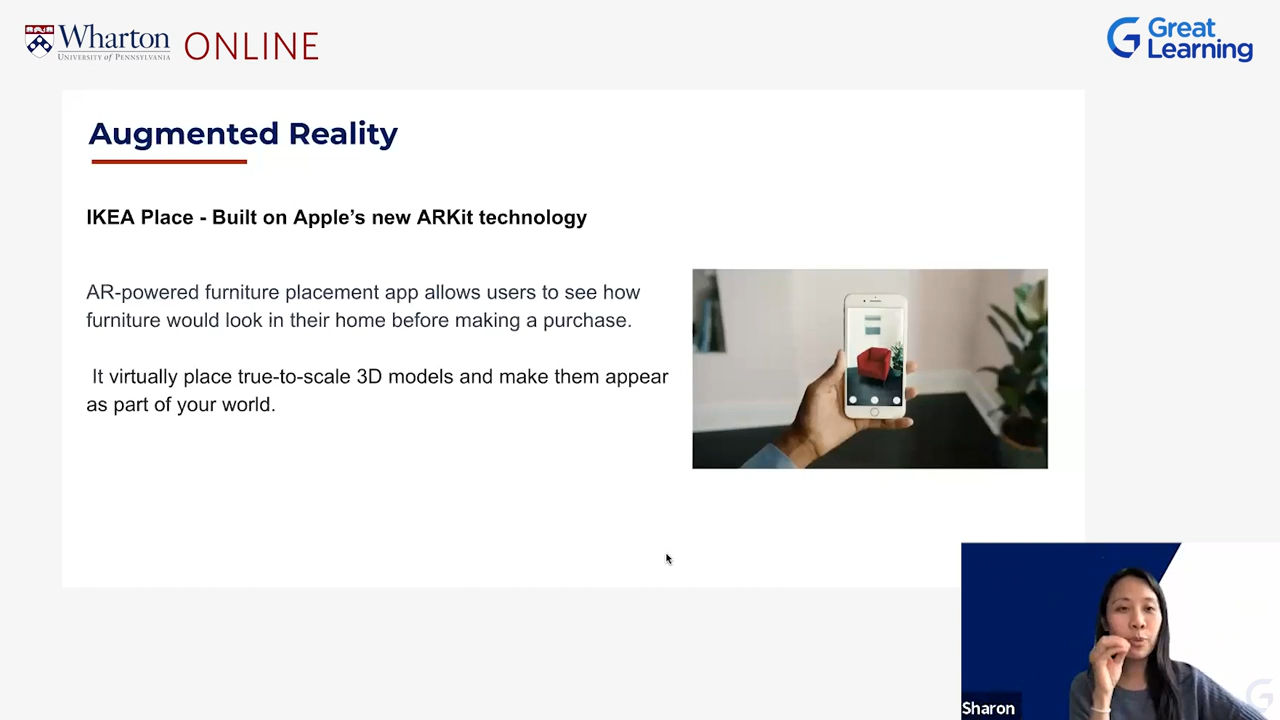 Wharton
UNIVERSITY of PENNSYLVANIA
ONLINE
Great
Learning
Augmented Reality
IKEA Place - Built on Apple’s new ARKit technology
AR-powered furniture placement app allows users to see how
furniture would look in their home before making a purchase.
It virtually place true-to-scale 3D models and make them appear
as part of your world.
Sharon